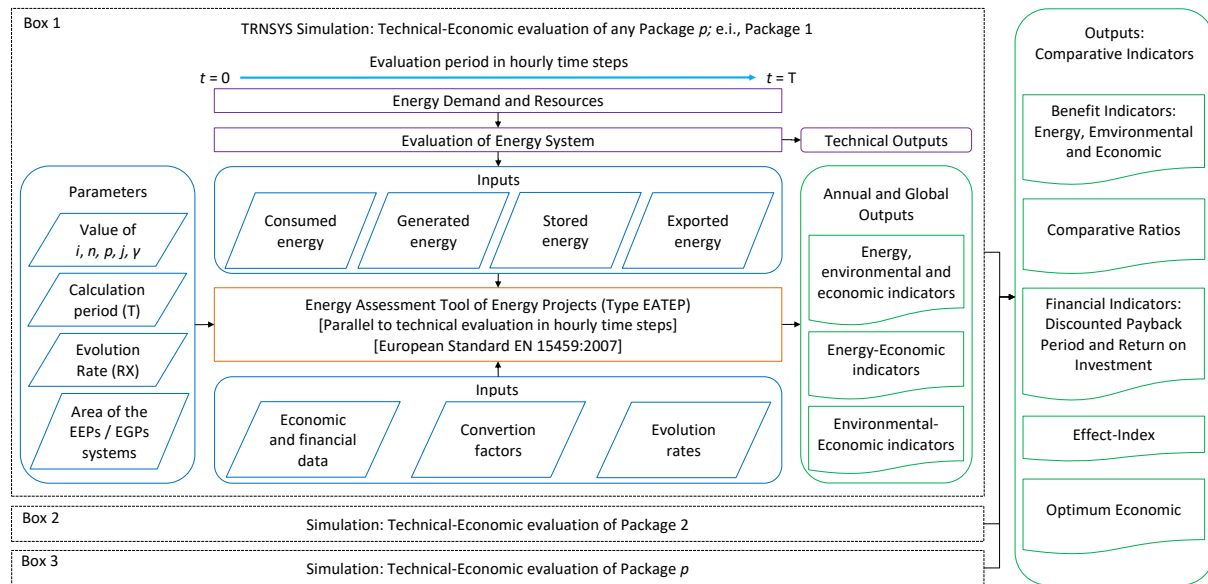 Box 1
TRNSYS Simulation: Technical-Economic evaluation of any Package p; e.i., Package 1
Evaluation period in hourly time steps
t = 0
t = T
Energy Demand and Resources
Evaluation of Energy System
Technical Outputs
Parameters
Value of
i, n, p, j, γ
Calculation
period (T)
Evolution
Rate (RX)
Area of the
EEPs / EGPs
systems
Inputs
Consumed
energy
Generated
energy
Stored
energy
Exported
energy
Energy Assessment Tool of Energy Projects (Type EATEP)
[Parallel to technical evaluation in hourly time steps]
[European Standard EN 15459:2007]
Inputs
Economic
and financial
data
Convertion
factors
Evolution
rates
Annual and Global
Outputs
Energy,
environmental and
economic indicators
Energy-Economic
indicators
Environmental-
Economic indicators
Box 2
Simulation: Technical-Economic evaluation of Package 2
Box 3
Simulation: Technical-Economic evaluation of Package p
Outputs:
Comparative Indicators
Benefit Indicators:
Energy, Emvironmental
and Economic
Comparative Ratios
Financial Indicators:
Discounted Payback
Period and Return on
Investment
Effect-Index
Optimum Economic